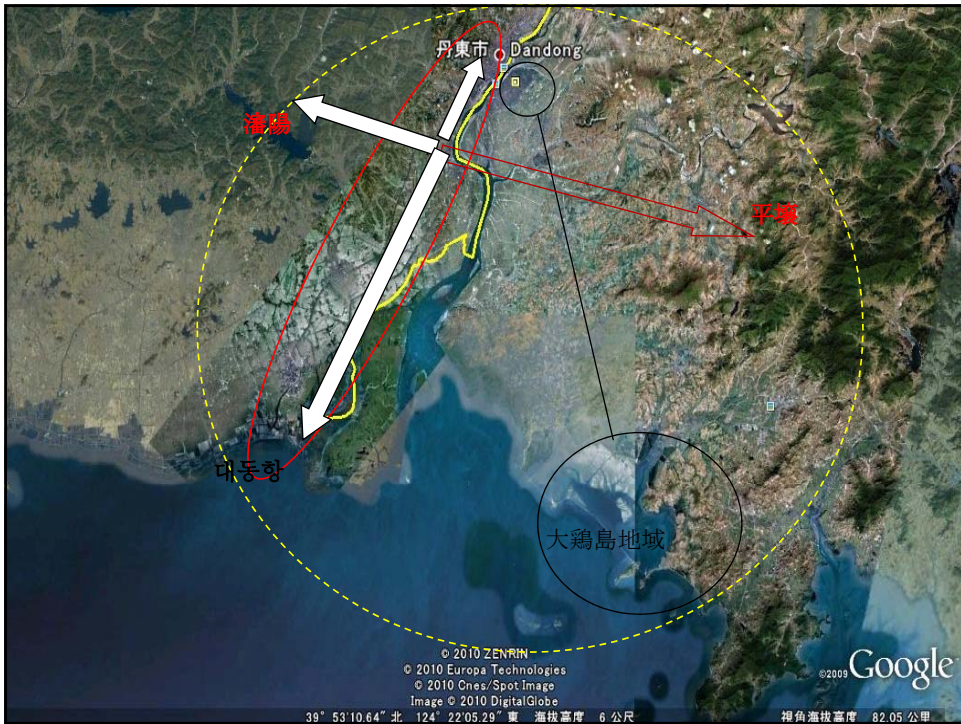 丹東市 Dandong
瀋陽
平壤
대동항
大鶏島地域
© 2010 ZENRIN
© 2010 Europa Technologies
© 2010 Cnes/Spot Image
Image © 2010 DigitalGlobe
©2009 Google
39° 53'10.64" 北 124° 22'05.29" 東 海抜高度 6 公尺 視角海拔高度 82.05 公里